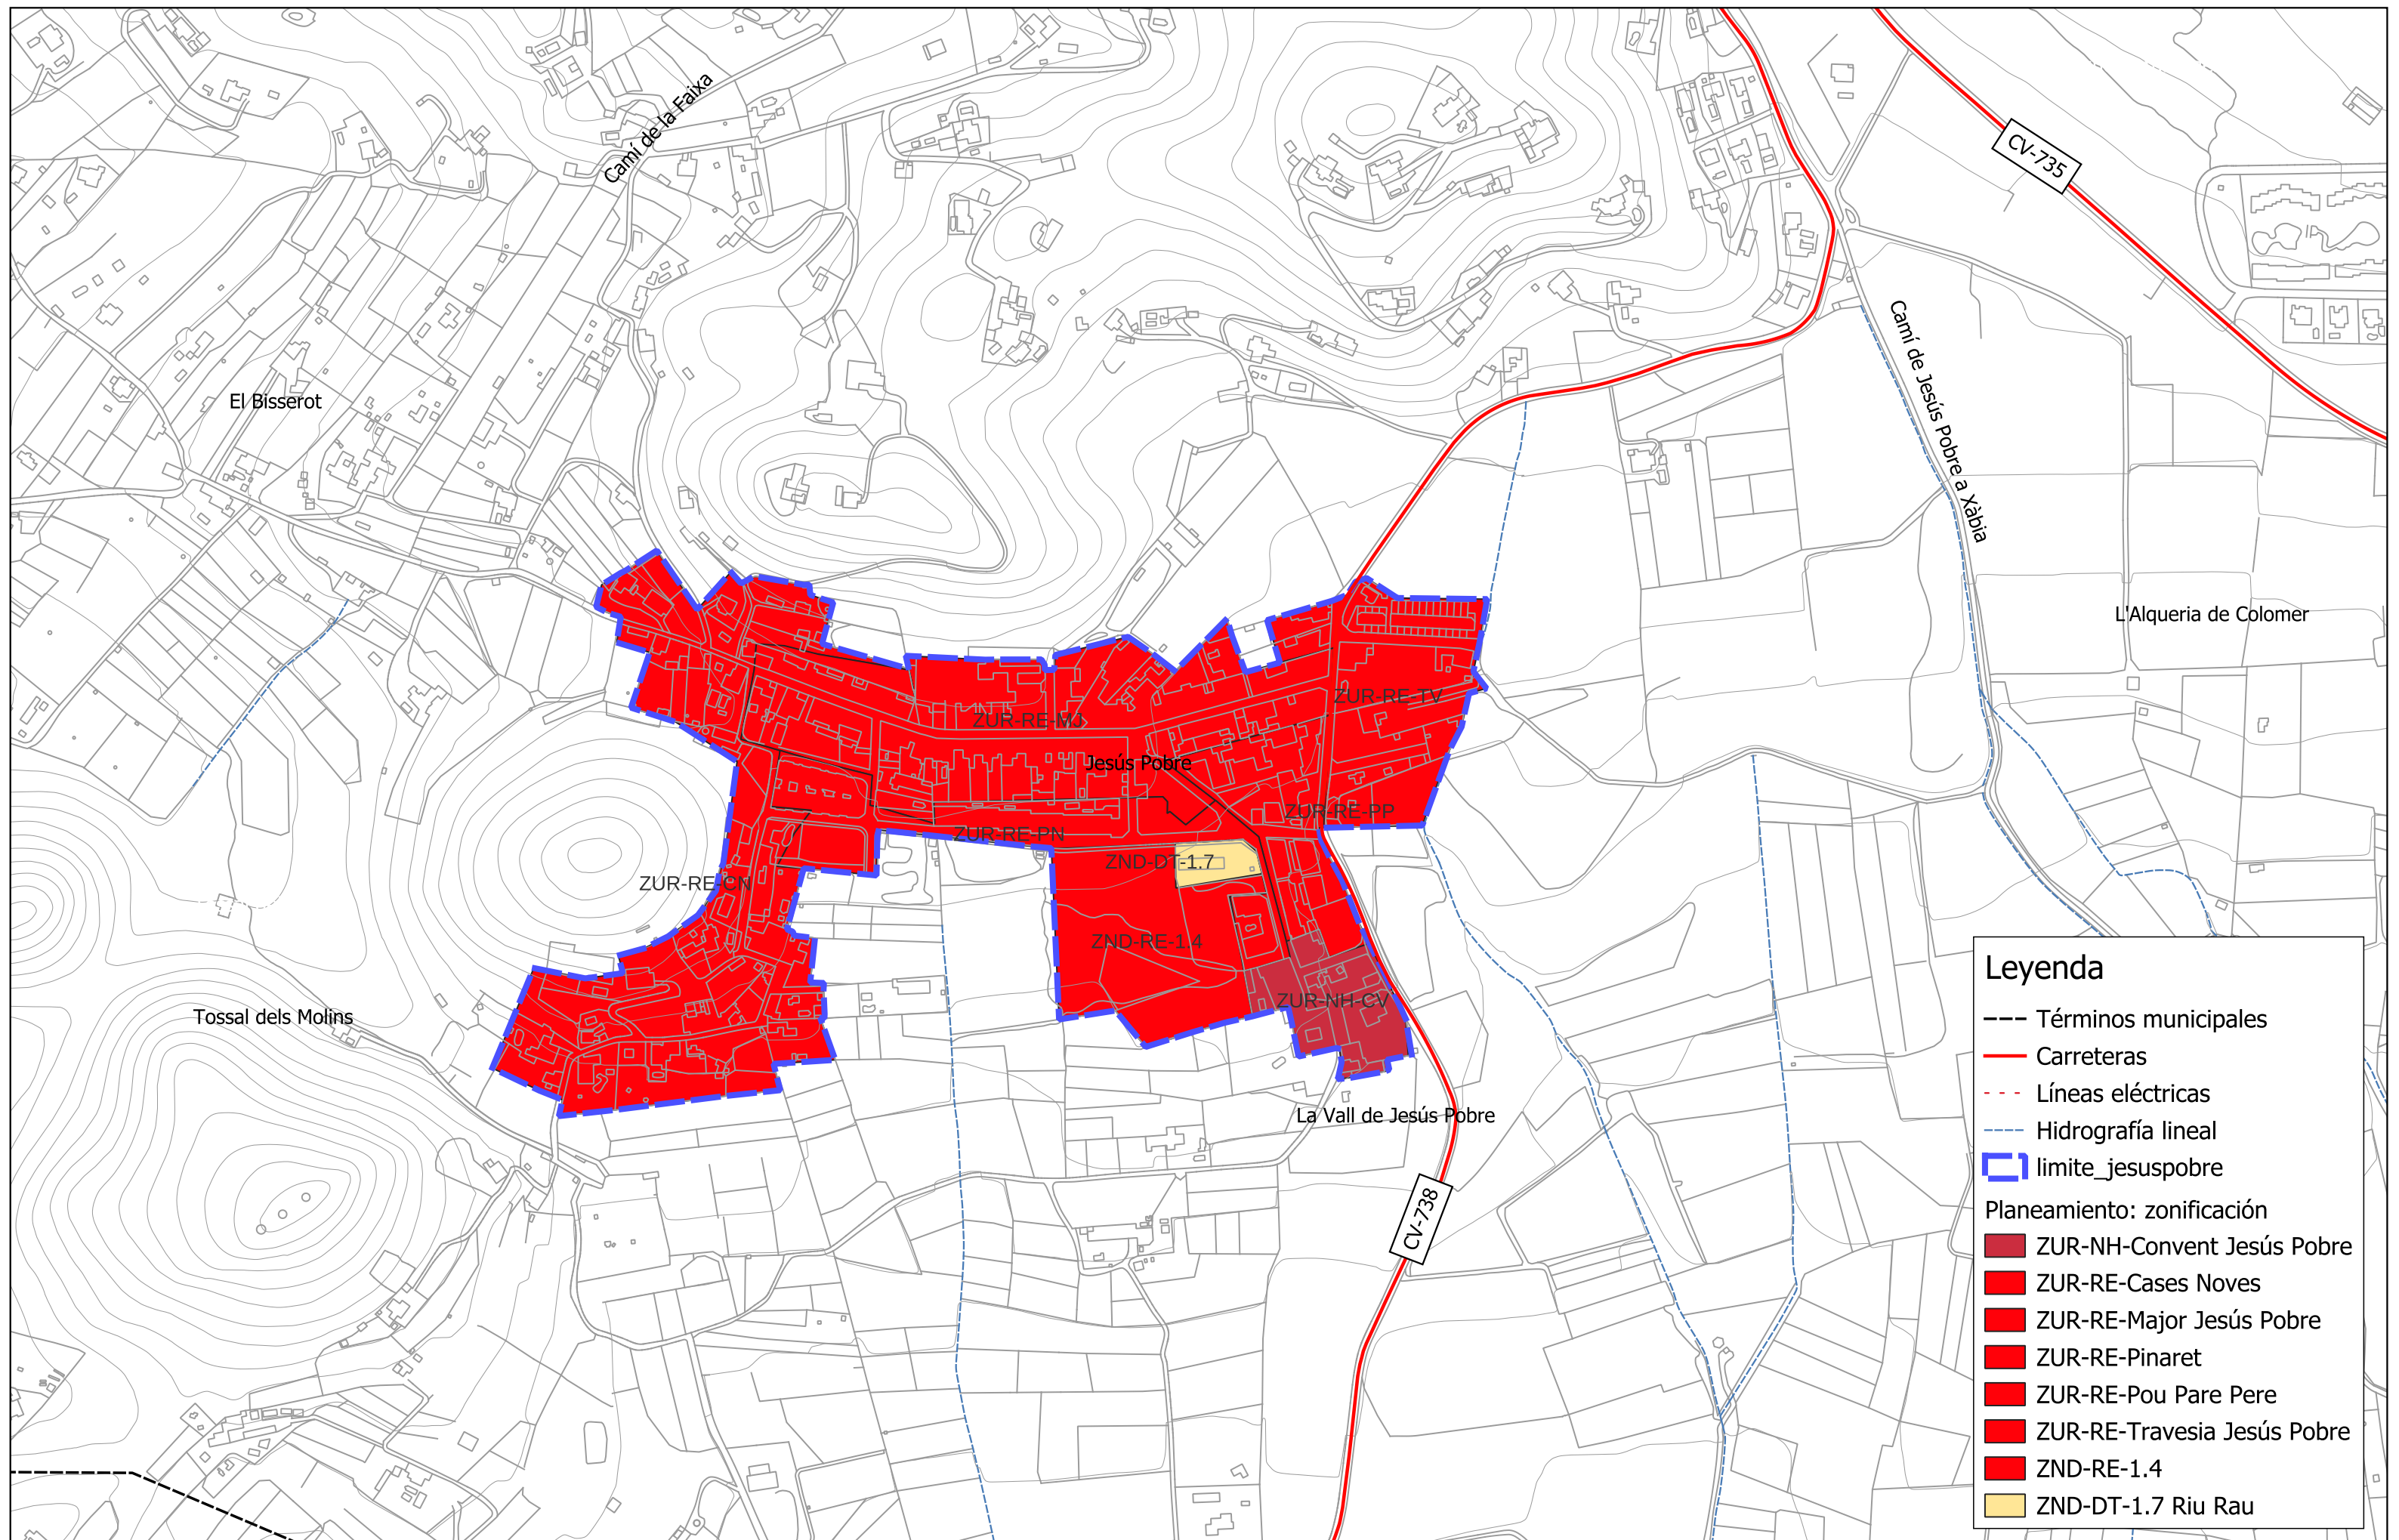 Camí de la Faixa
CV-735
Camí de Jesús Pobre a Xàbia
El Bisserot
L'Alqueria de Colomer
ZUR-RE-TV
ZUR-RE-MJ
Jesús Pobre
ZUR-RE-PP
ZUR-RE-PN
ZND-DT-1.7
ZUR-RE-CN
ZND-RE-1.4
ZUR-NH-CV
Tossal dels Molins
La Vall de Jesús Pobre
CV-738
Leyenda
Términos municipales
Carreteras
Líneas eléctricas
Hidrografía lineal
limite_jesuspobre
Planeamiento: zonificación
ZUR-NH-Convent Jesús Pobre
ZUR-RE-Cases Noves
ZUR-RE-Major Jesús Pobre
ZUR-RE-Pinaret
ZUR-RE-Pou Pare Pere
ZUR-RE-Travesia Jesús Pobre
ZND-RE-1.4
ZND-DT-1.7 Riu Rau